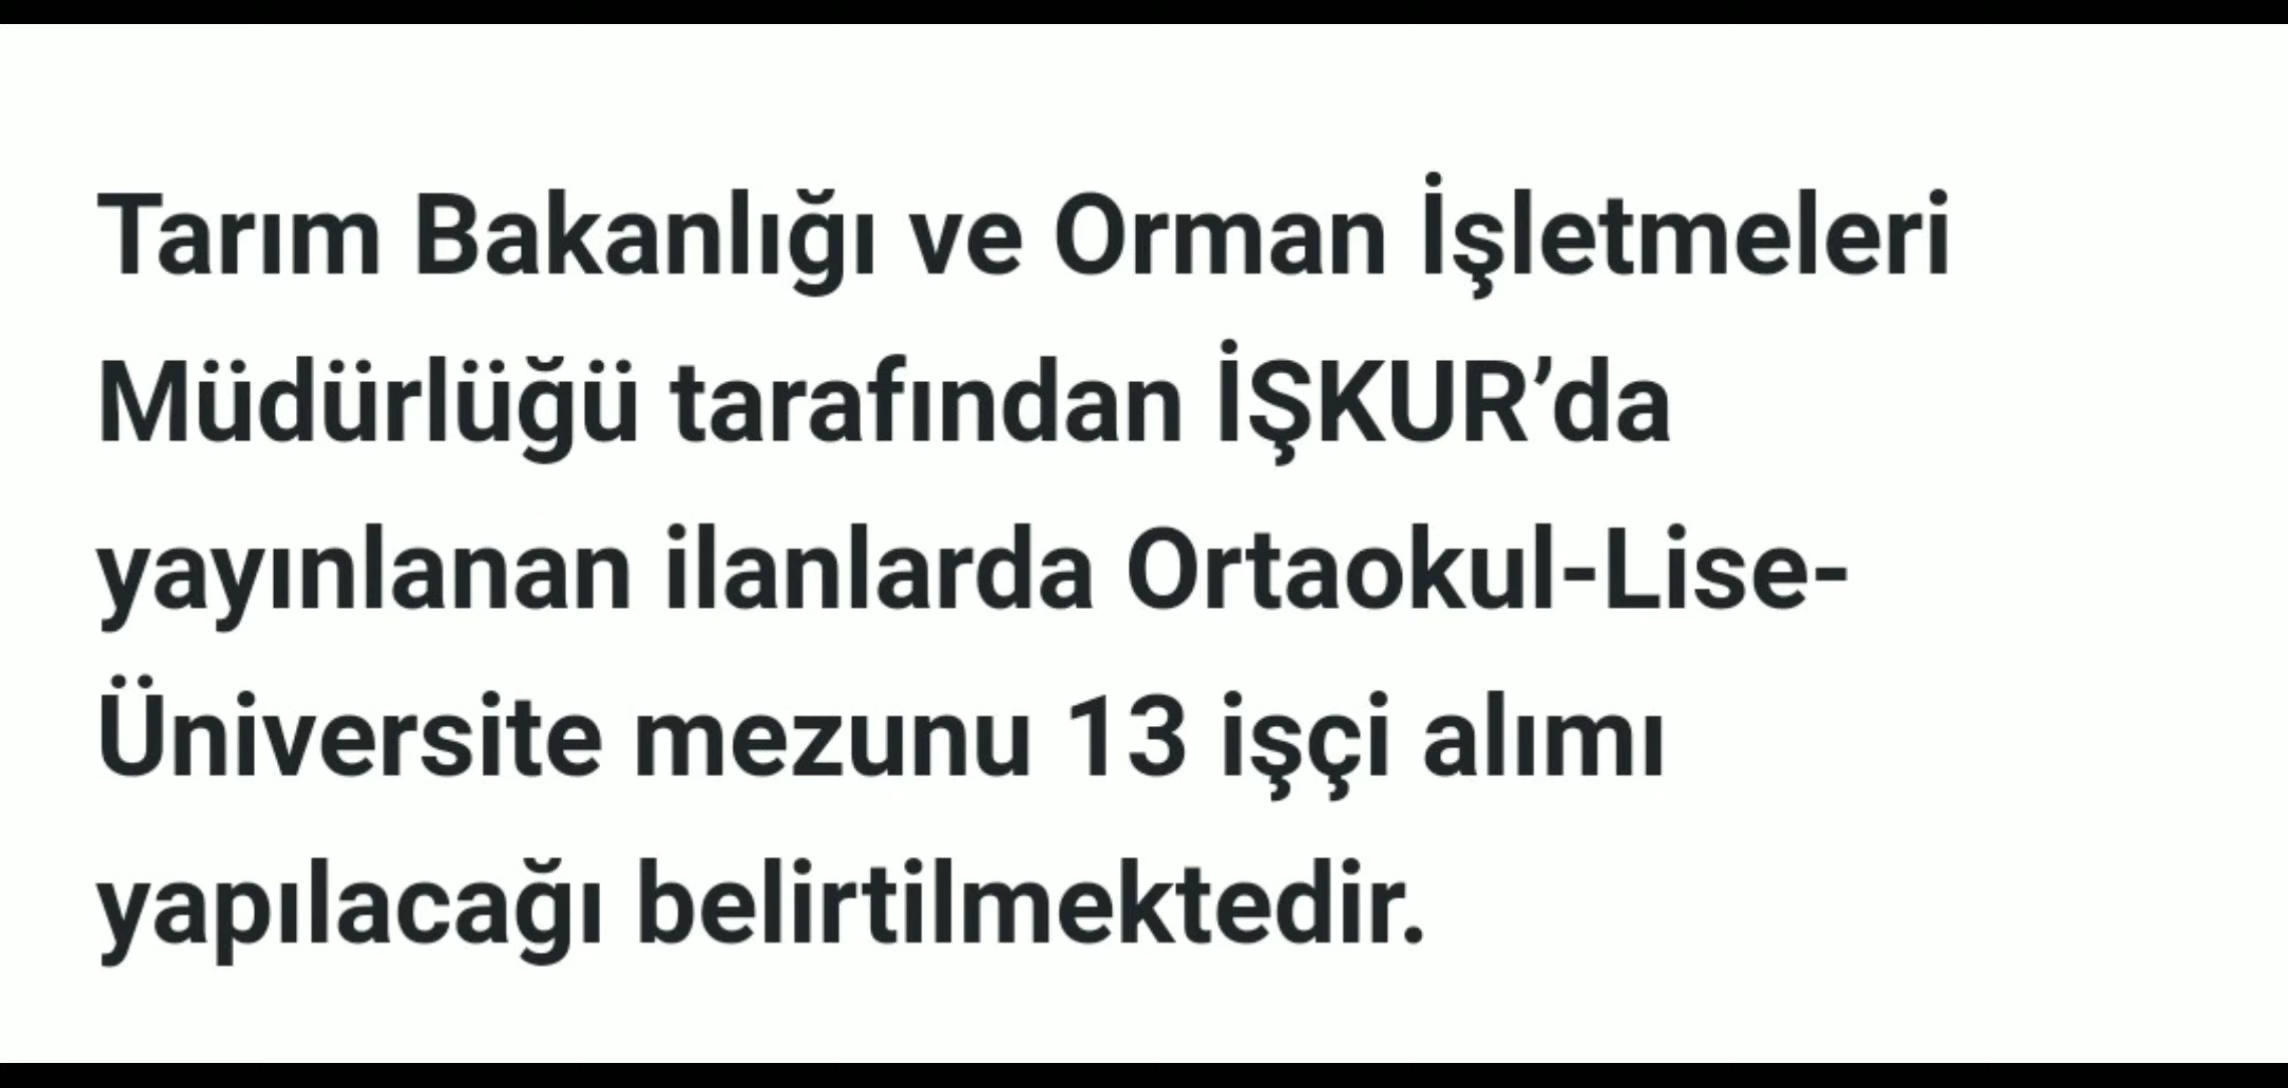 Tarım Bakanlığı ve Orman İşletmeleri
Müdürlüğü tarafından İŞKUR’da
yayınlanan ilanlarda Ortaokul-Lise-
Üniversite mezunu 13 işçi alımı
yapılacağı belirtilmektedir.